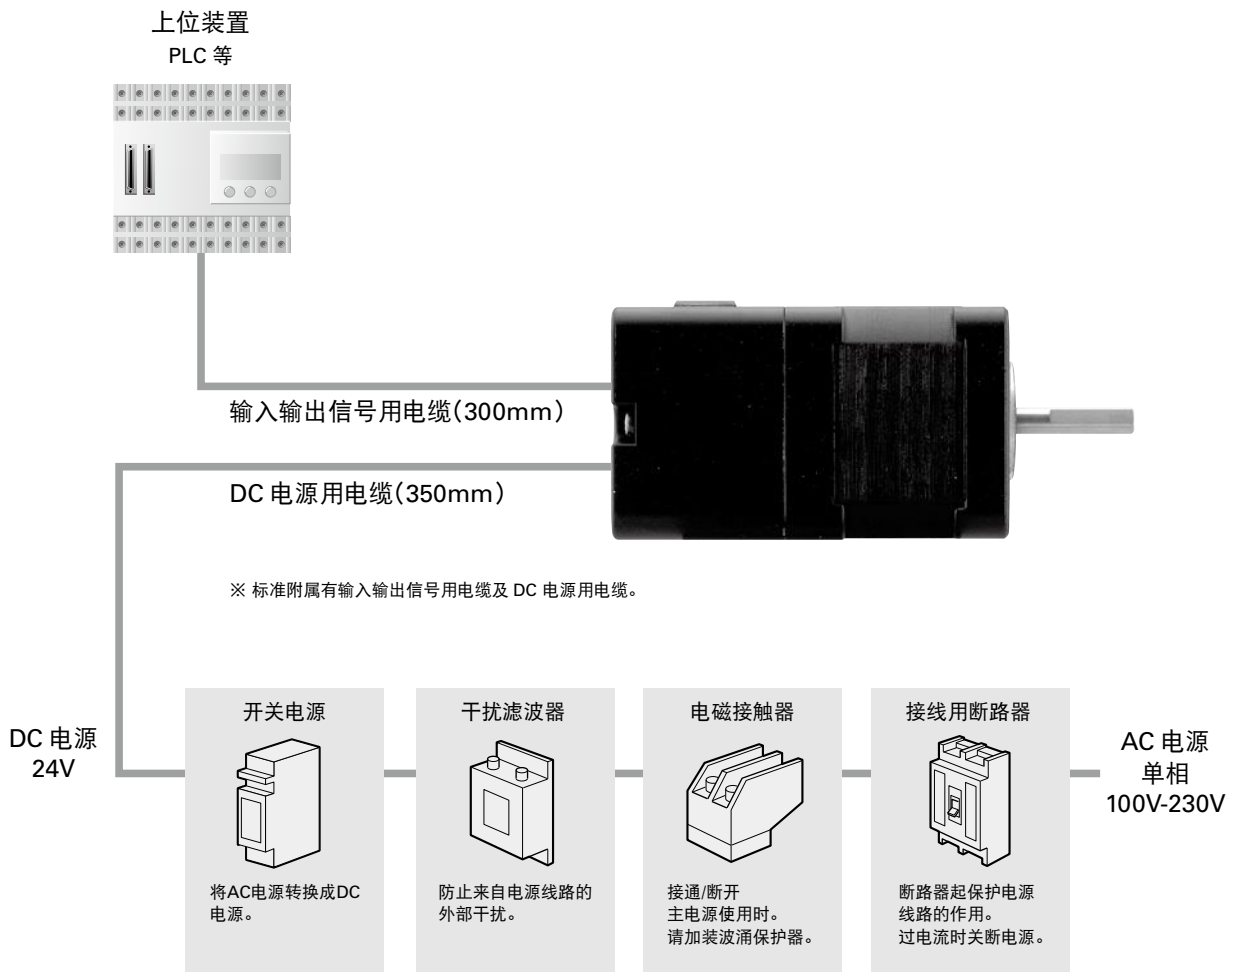 上位装置
PLC 等
输入输出信号用电缆(300mm)
DC 电源用电缆(350mm)
※ 标准附属有输入输出信号用电缆及 DC 电源用电缆。
DC 电源
24V
开关电源
将AC电源转换成DC
电源。
干扰滤波器
防止来自电源线路的
外部干扰。
电磁接触器
接通/断开
主电源使用时。
请加装波涌保护器。
接线用断路器
断路器起保护电源
线路的作用。
过电流时关断电源。
AC 电源
单相
100V-230V